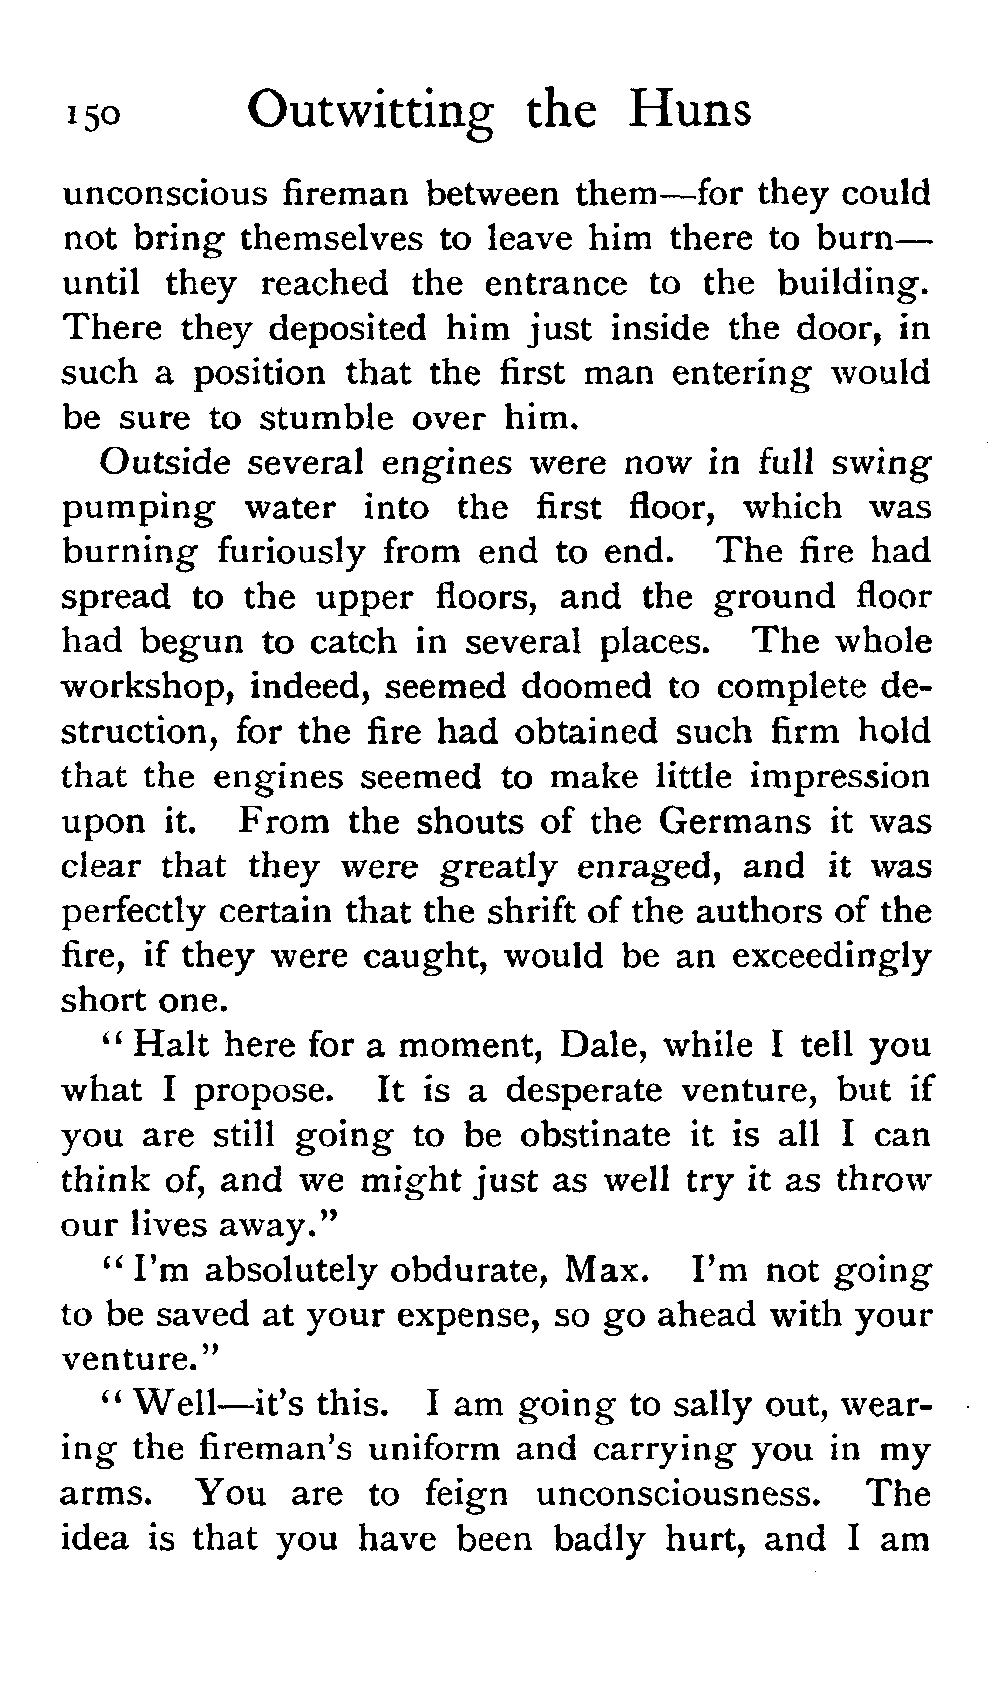 150 Outwitting the Huns
unconscious fireman between them—for they could
not bring themselves to leave him there to burn—
until they reached the entrance to the building.
There they deposited him just inside the door, in
such a position that the first man entering would
be sure to stumble over him.
Outside several engines were now in full swing
pumping water into the first floor, which was
burning furiously from end to end. The fire had
spread to the upper floors, and the ground floor
had begun to catch in several places. The whole
workshop, indeed, seemed doomed to complete de-
struction, for the fire had obtained such firm hold
that the engines seemed to make little impression
upon it. From the shouts of the Germans it was
clear that they were greatly enraged, and it was
perfectly certain that the shrift of the authors of the
fire, if they were caught, would be an exceedingly
short one.
“Halt here for a moment, Dale, while I tell you
what I propose. It is a desperate venture, but if
you are still going to be obstinate it is all I can
think of, and we might just as well try it as throw
our lives away.”
“I’m absolutely obdurate, Max. I’m not going
to be saved at your expense, so go ahead with your
venture.”
“Well—it’s this. I am going to sally out, wear-
ing the fireman’s uniform and carrying you in my
arms. You are to feign unconsciousness. The
idea is that you have been badly hurt, and I am